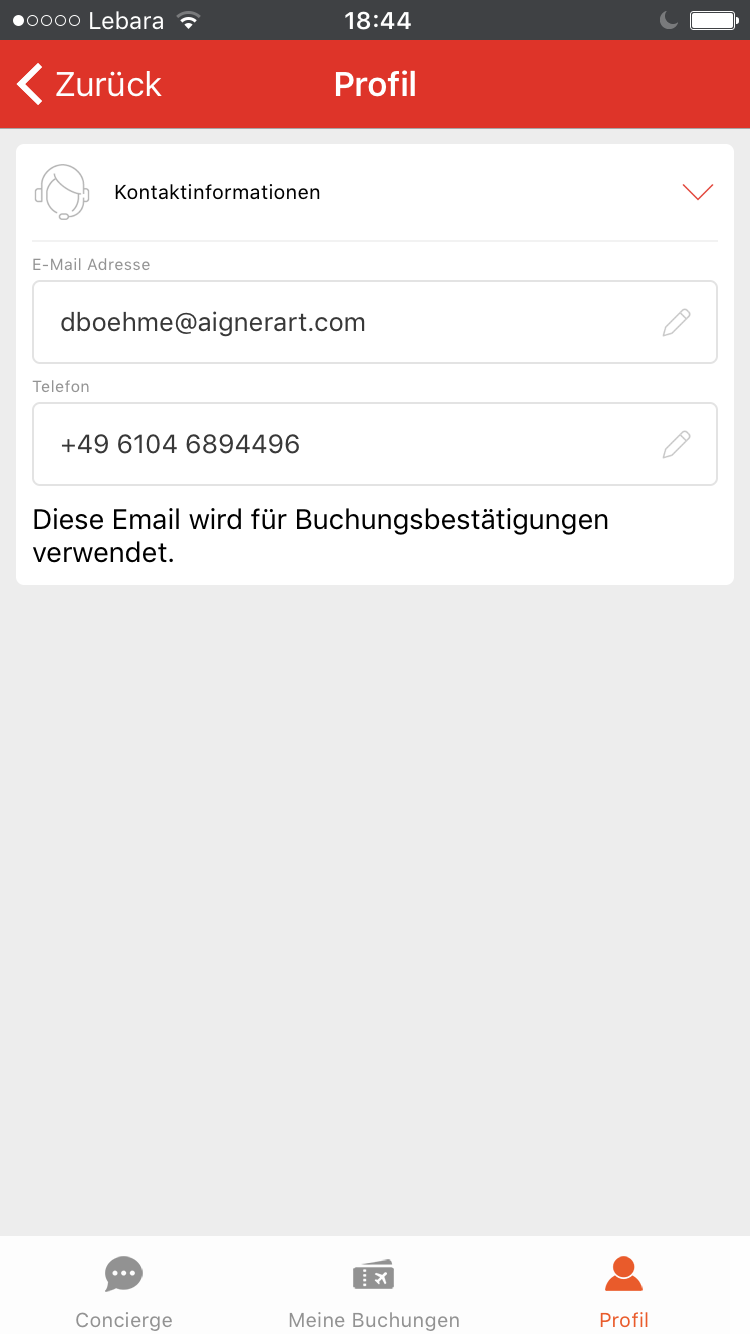 Lebara 18:44
Zurück Profil
Kontaktinformationen
E-Mail Adresse
dboehme@aignerart.com
Telefon
+49 6104 6894496
Diese Email wird für Buchungsbestätigungen
verwendet.
Concierge Meine Buchungen Profil